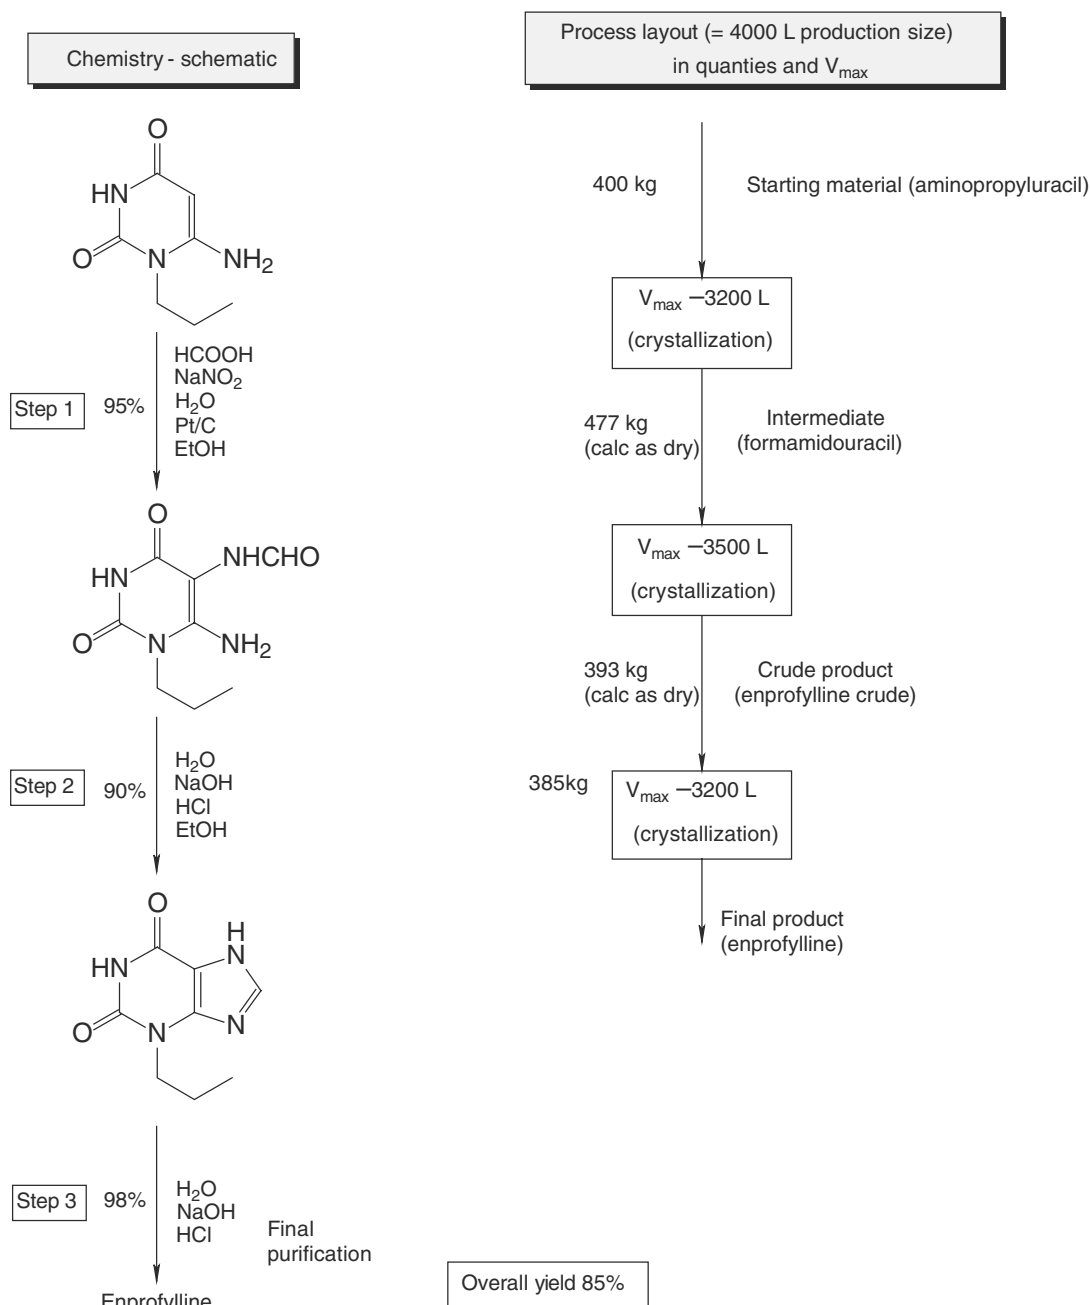 Chemistry - schematic
O
HN
O
N
NH2
HCOOH
NaNO2
H2O
Pt/C
EtOH
Step 1
95%
O
NHCHO
HN
O
N
NH2
H2O
NaOH
HCl
EtOH
Step 2
90%
O
H
N
HN
O
N
N
H2O
NaOH
HCl
Step 3
98%
Final
purification
Enprofylline
Process layout (= 4000 L production size)
in quanties and Vmax
400 kg
Starting material (aminopropyluracil)
Vmax –3200 L
(crystallization)
477 kg
(calc as dry)
Intermediate
(formamidouracil)
Vmax –3500 L
(crystallization)
393 kg
(calc as dry)
Crude product
(enprofylline crude)
385kg
Vmax –3200 L
(crystallization)
Final product
(enprofylline)
Overall yield 85%